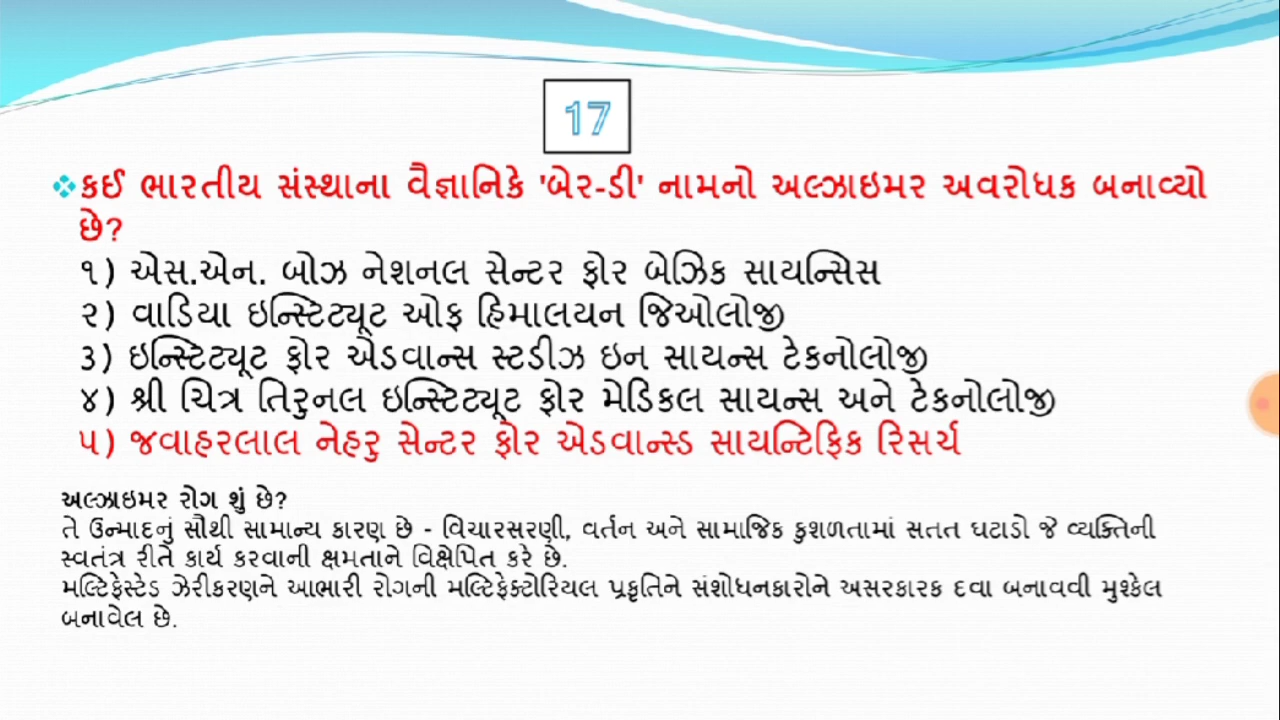 17
કઈ ભારતીય સંસ્થાના વૈજ્ઞાનિકે 'બેર-ડી' નામનો અલ્ઝાઇમર અવરોધક બનાવ્યો
છે?
૧) એસ.એન. બોઝ નેશનલ સેન્ટર ફોર બેઝિક સાયન્સિસ
૨) વાડિયા ઇન્સ્ટિટ્યૂટ ઓફ હિમાલયન જિઓલોજી
૩) ઇન્સ્ટિટ્યૂટ ફોર એડવાન્સ સ્ટડીઝ ઇન સાયન્સ ટેકનોલોજી
૪) શ્રી ચિત્ર તિરુનલ ઇન્સ્ટિટ્યૂટ ફોર મેડિકલ સાયન્સ અને ટેકનોલોજી
૫) જવાહરલાલ નેહરુ સેન્ટર ફોર એડવાન્સ્ડ સાયન્ટિફિક રિસર્ચ
અલ્ઝાઇમર રોગ શું છે?
તે ઉન્માદનું સૌથી સામાન્ય કારણ છે - વિચારસરણી, વર્તન અને સામાજિક કુશળતામાં સતત ઘટાડો જે વ્યક્તિની
સ્વતંત્ર રીતે કાર્ય કરવાની ક્ષમતાને વિક્ષેપિત કરે છે.
મલ્ટિફેસ્ટેડ ઝેરીકરણને આભારી રોગની મલ્ટિફેક્ટોરિયલ પ્રકૃતિને સંશોધનકારોને અસરકારક દવા બનાવવી મુશ્કેલ
બનાવેલ છે.